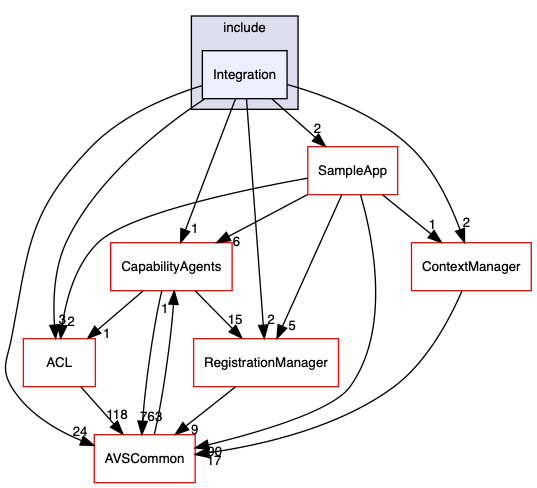 include
Integration
2
SampleApp
1
6
1
2
CapabilityAgents
ContextManager
3
2
1
1
15
2
5
ACL
RegistrationManager
118
763
24
9
17
AVSCommon